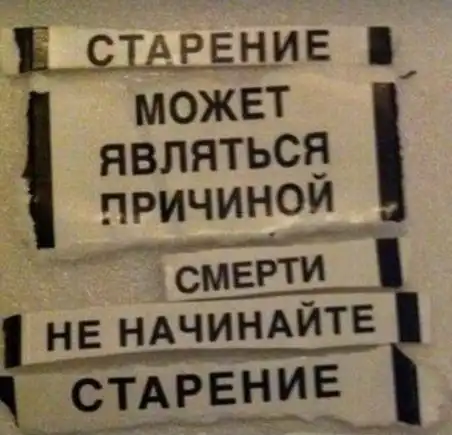 СТАРЕНИЕ
МОЖЕТ
ЯВЛЯТЬСЯ
ПРИЧИНОЙ
СМЕРТИ
НЕ НАЧИНАЙТЕ
СТАРЕНИЕ